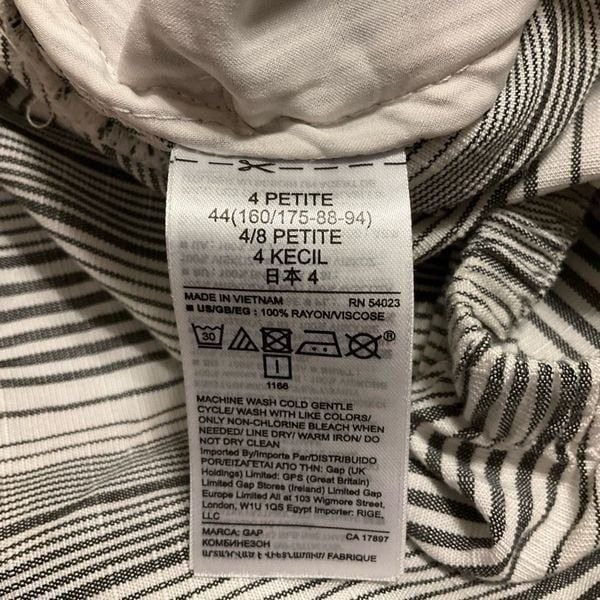 4 PETITE
44(160/175-88-94)
4/8 PETITE
4 KECIL
日本 4
MADE IN VIETNAM RN 54023
■ US/GB/EG : 100% RAYON/VISCOSE
30
1166
MACHINE WASH COLD GENTLE
CYCLE/ WASH WITH LIKE COLORS/
ONLY NON-CHLORINE BLEACH WHEN
NEEDED/ LINE DRY/ WARM IRON/ DO
NOT DRY CLEAN
Imported By/Importe Par/DISTRIBUIDO
POR/ΕΙΣΑΓΕΤΑΙ ΑΠΟ ΤΗΝ: Gap (UK
Holdings) Limited: GPS (Great Britain)
Limited Gap Stores (Ireland) Limited Gap
Europe Limited All at 103 Wigmore Street,
London, W1U 1QS Egypt Importer: RIGE,
LLC
MARCA: GAP CA 17897
КОМБИНЕЗОН
FABRIQUE